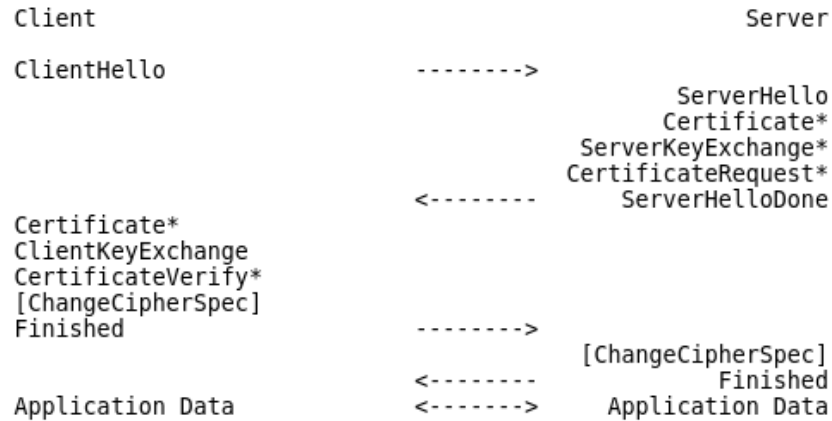 Client Server
ClientHello -------->
ServerHello
Certificate*
ServerKeyExchange*
CertificateRequest*
<-------- ServerHelloDone
Certificate*
ClientKeyExchange
CertificateVerify*
[ChangeCipherSpec]
Finished -------->
[ChangeCipherSpec]
<-------- Finished
Application Data <-------> Application Data